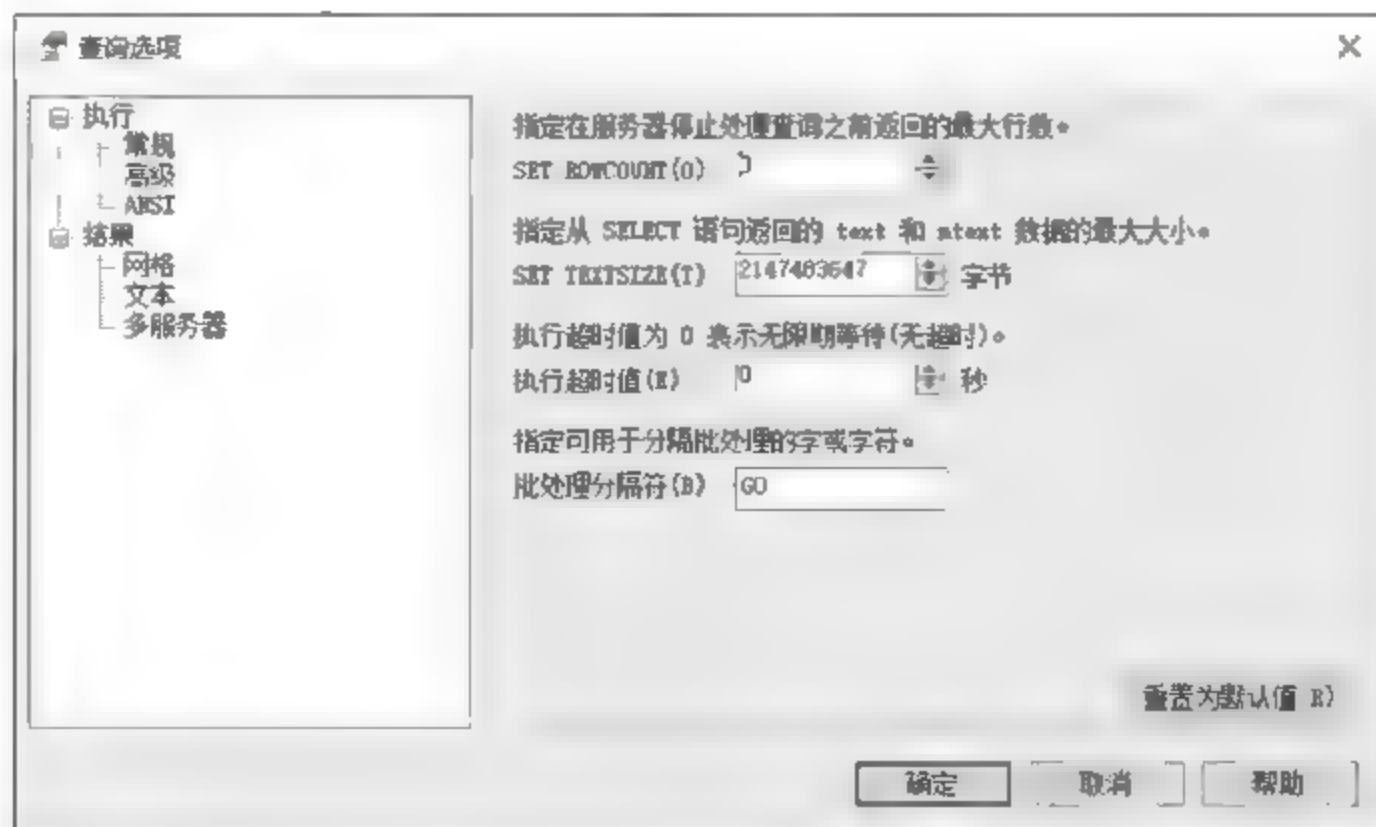 查询选项
执行
常规
高级
ANSI
结果
网格
文本
多服务器
指定在服务器停止处理查询之前返回的最大行数。
SET ROWCOUNT(O)
指定从 SELECT 语句返回的 text 和 ntext 数据的最大大小。
SET TEXTSIZE(T) 2147483647 字节
执行超时值为 0 表示无限期等待(无超时)。
执行超时值(E) 0 秒
指定可用于分隔批处理的字或字符。
批处理分隔符(B) GO
重置为默认值 R)
确定 取消 帮助